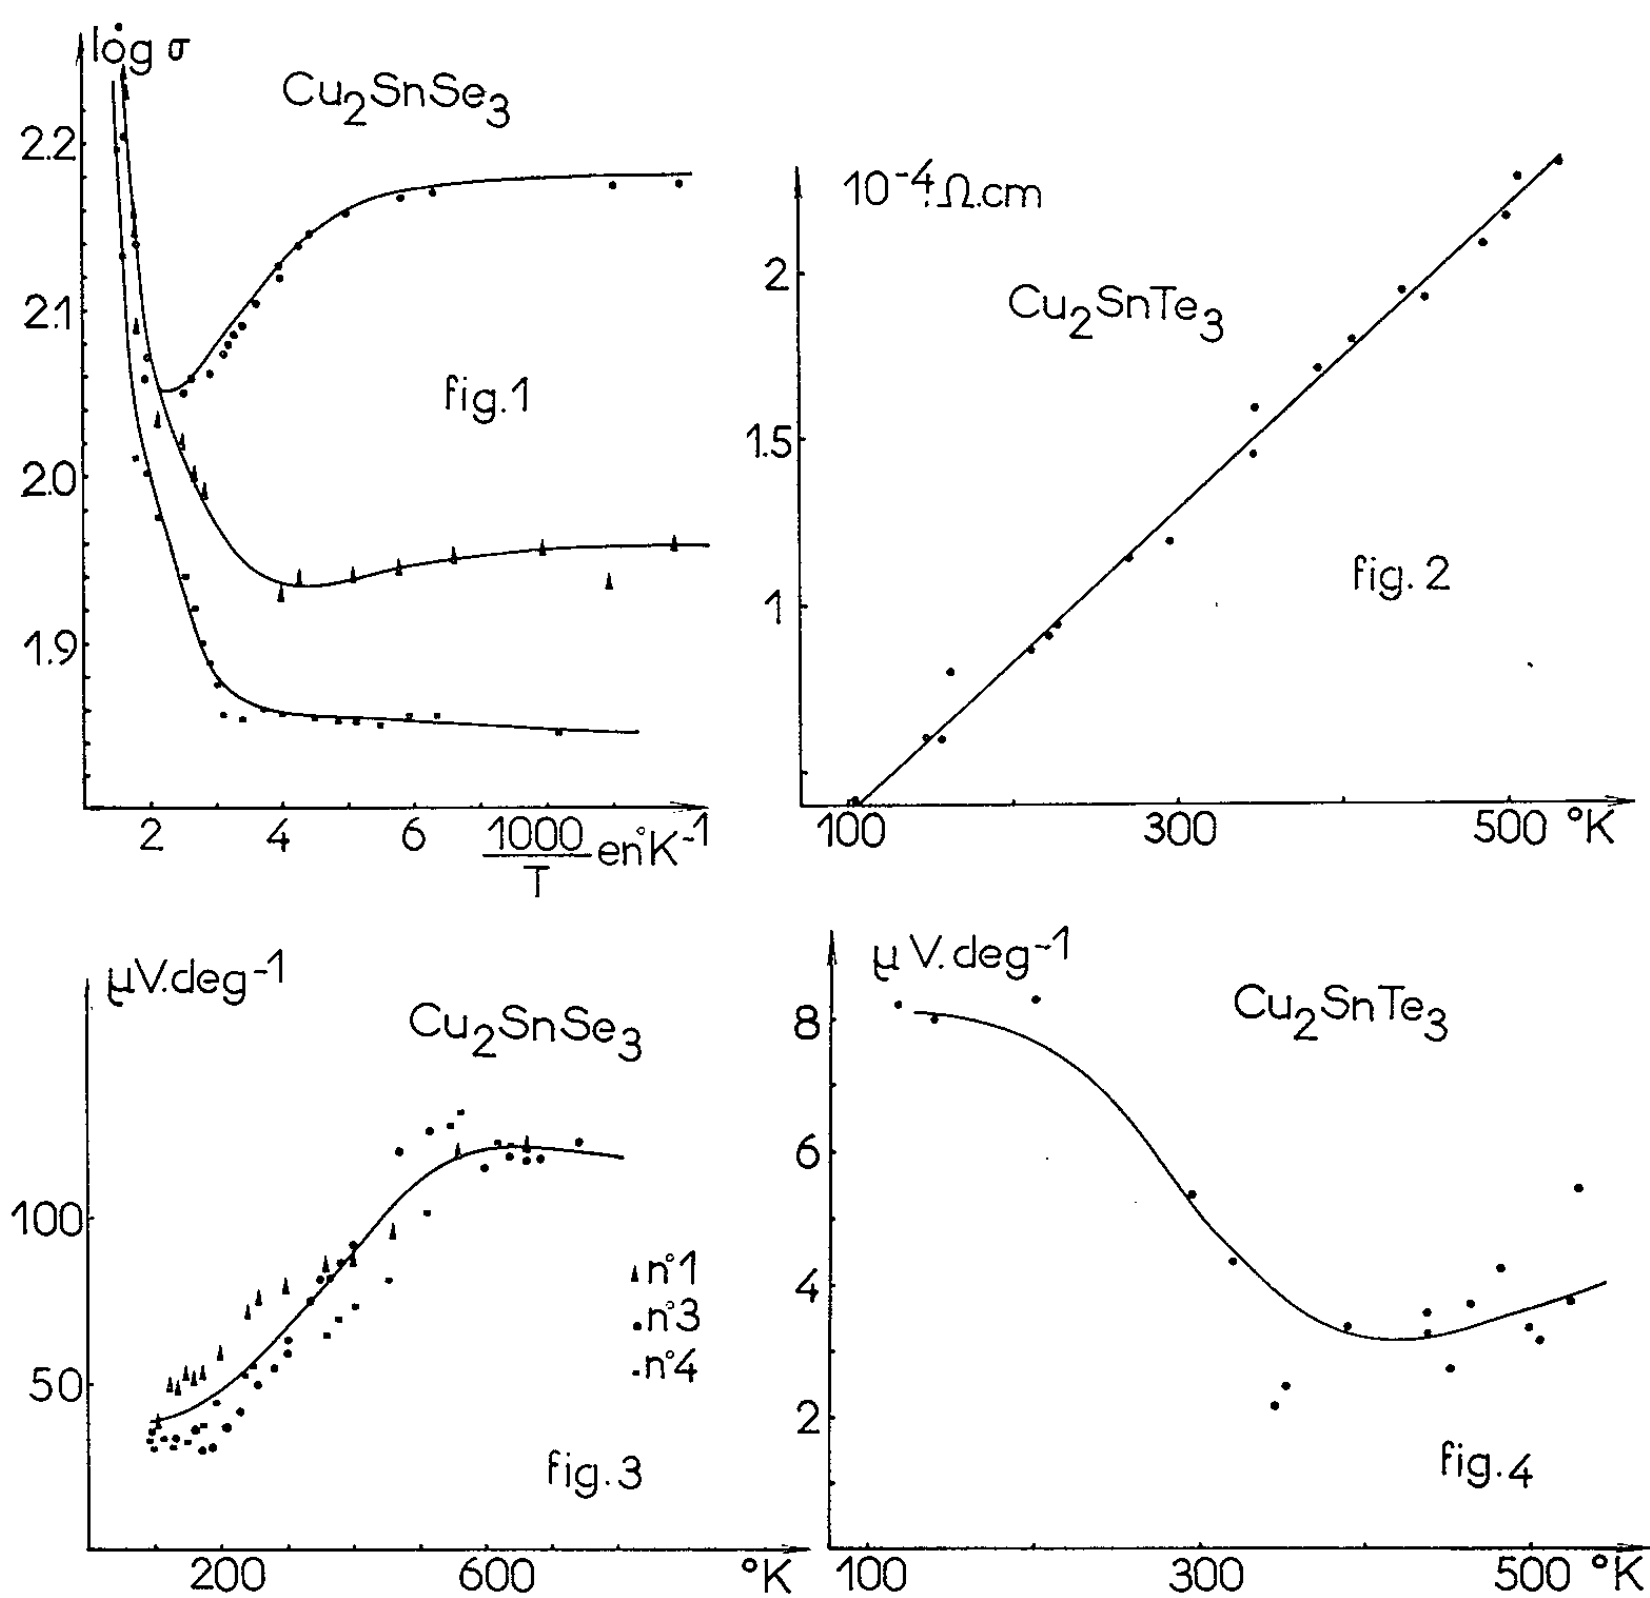 log σ
Cu₂SnSe₃
2.2
2.1
2.0
1.9
fig.1
2 4 6 1000/T en°K⁻¹
10⁻⁴.Ω.cm
Cu₂SnTe₃
2
1.5
1
fig. 2
100 300 500 °K
μV.deg⁻¹
Cu₂SnSe₃
100
50
n°1
n°3
n°4
fig.3
200 600 °K
μV.deg⁻¹
Cu₂SnTe₃
8
6
4
2
fig.4
100 300 500 °K